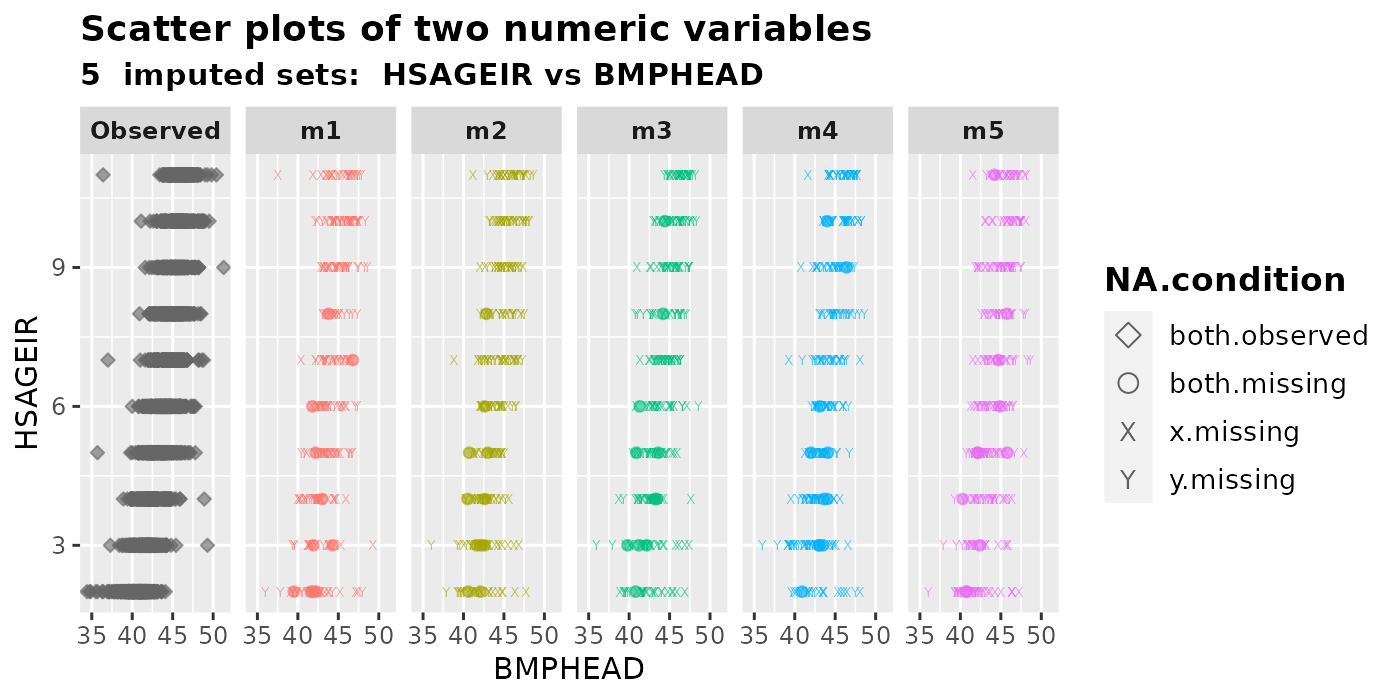 Scatter plots of two numeric variables
5 imputed sets: HSAGEIR vs BMPHEAD
Observed m1 m2 m3 m4 m5
9
6
3
HSAGEIR
35 40 45 50 35 40 45 50 35 40 45 50 35 40 45 50 35 40 45 50 35 40 45 50
BMPHEAD
NA.condition
both.observed
both.missing
X x.missing
Y y.missing